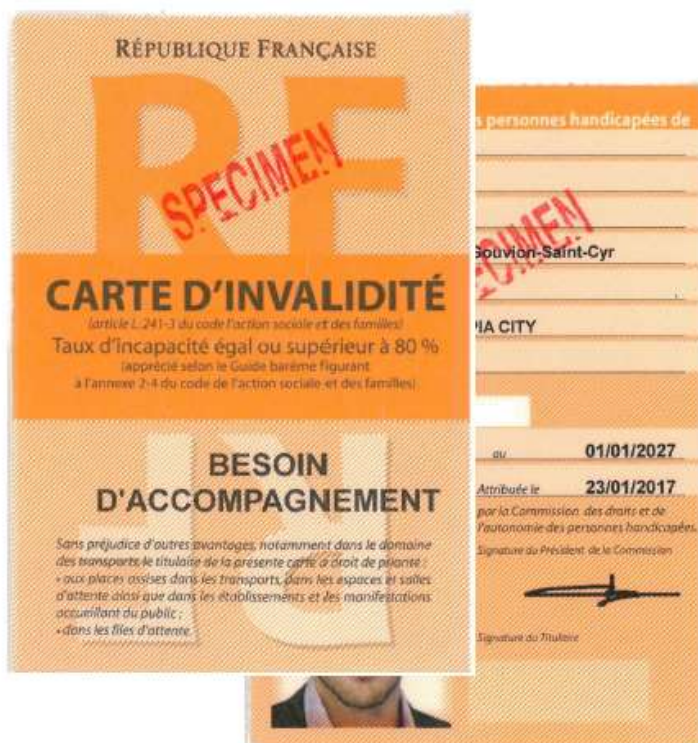 RÉPUBLIQUE FRANÇAISE
RF
SPECIMEN
CARTE D'INVALIDITÉ
(article L.241-3 du code l'action sociale et des familles)
Taux d'incapacité égal ou supérieur à 80 %
(apprécié selon le Guide barème figurant
à l'annexe 2-4 du code de l'action sociale et des familles)
BESOIN
D'ACCOMPAGNEMENT
Sans préjudice d'autres avantages, notamment dans le domaine
des transports, le titulaire de la présente carte a droit de priorité :
• aux places assises dans les transports, dans les espaces et salles
d'attente ainsi que dans les établissements et les manifestations
accueillant du public ;
• dans les files d'attente.
RF
s personnes handicapées de
ECIMEN
Gouvion-Saint-Cyr
PIA CITY
au 01/01/2027
Attribuée le 23/01/2017
par la Commission des droits et de
l'autonomie des personnes handicapées.
Signature du Président de la Commission
Signature du Titulaire